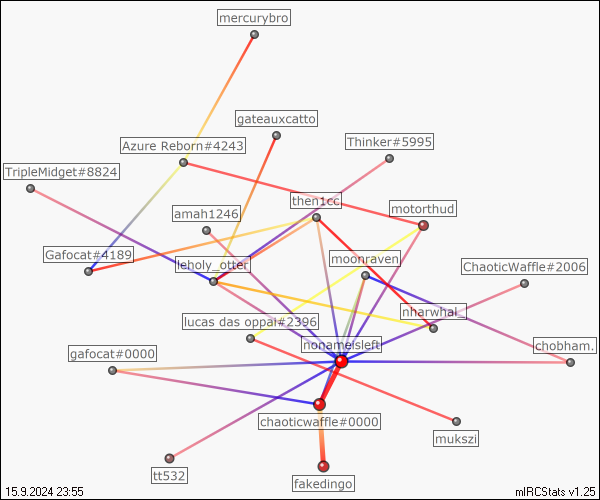 mercurybro
gateauxcatto
Azure Reborn#4243
Thinker#5995
TripleMidget#8824
then1cc
amah1246
motorthud
Gafocat#4189
leholy_otter
moonraven
ChaoticWaffle#2006
lucas das oppai#2396
nharwhal_
nonameisleft
gafocat#0000
chobham.
chaoticwaffle#0000
mukszi
tt532
fakedingo
15.9.2024 23:55
mIRCStats v1.25